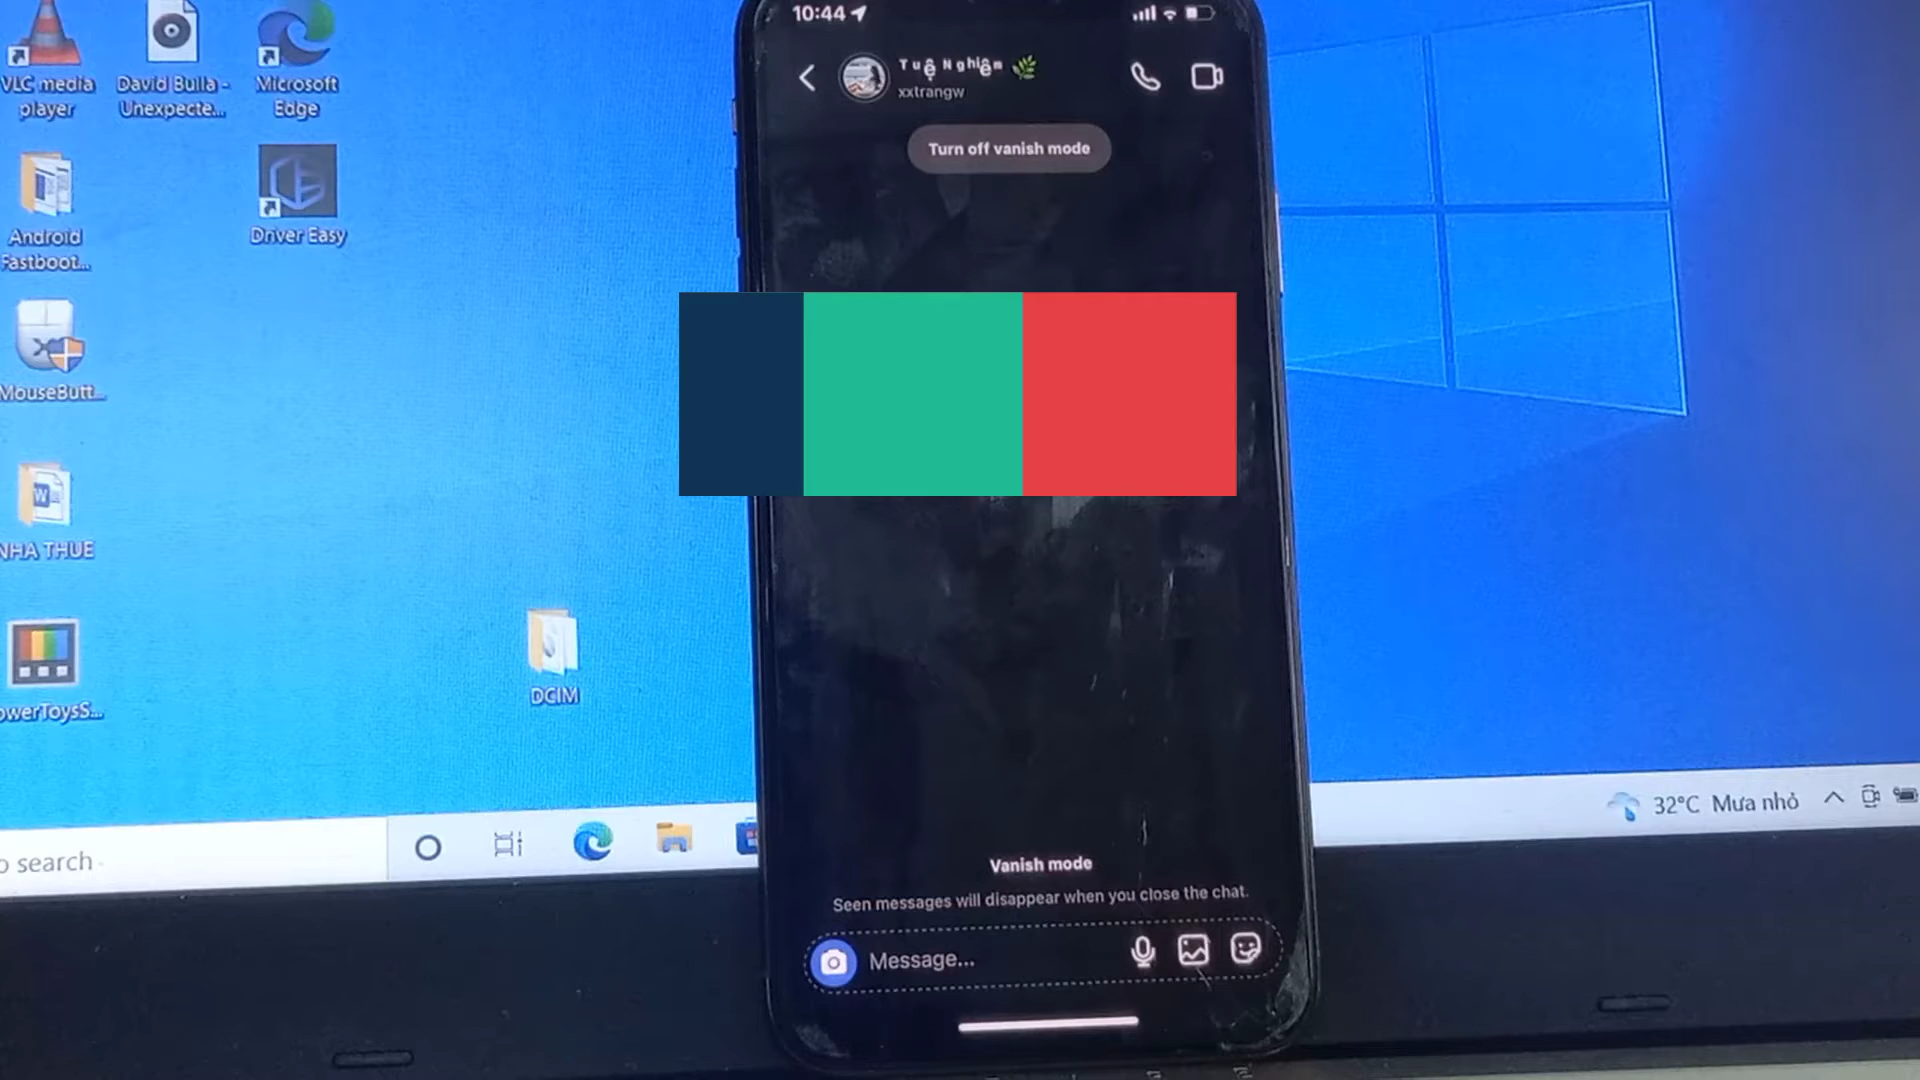 VLC media
player
David Bulla -
Unexpecte...
Microsoft
Edge
Android
Fastboot...
Driver Easy
MouseButt...
NHA THUE
owerToysS...
DCIM
o search
10:44
Tuệ Nghiêm
xxtrangw
Turn off vanish mode
Vanish mode
Seen messages will disappear when you close the chat.
Message...
32°C Mưa nhỏ